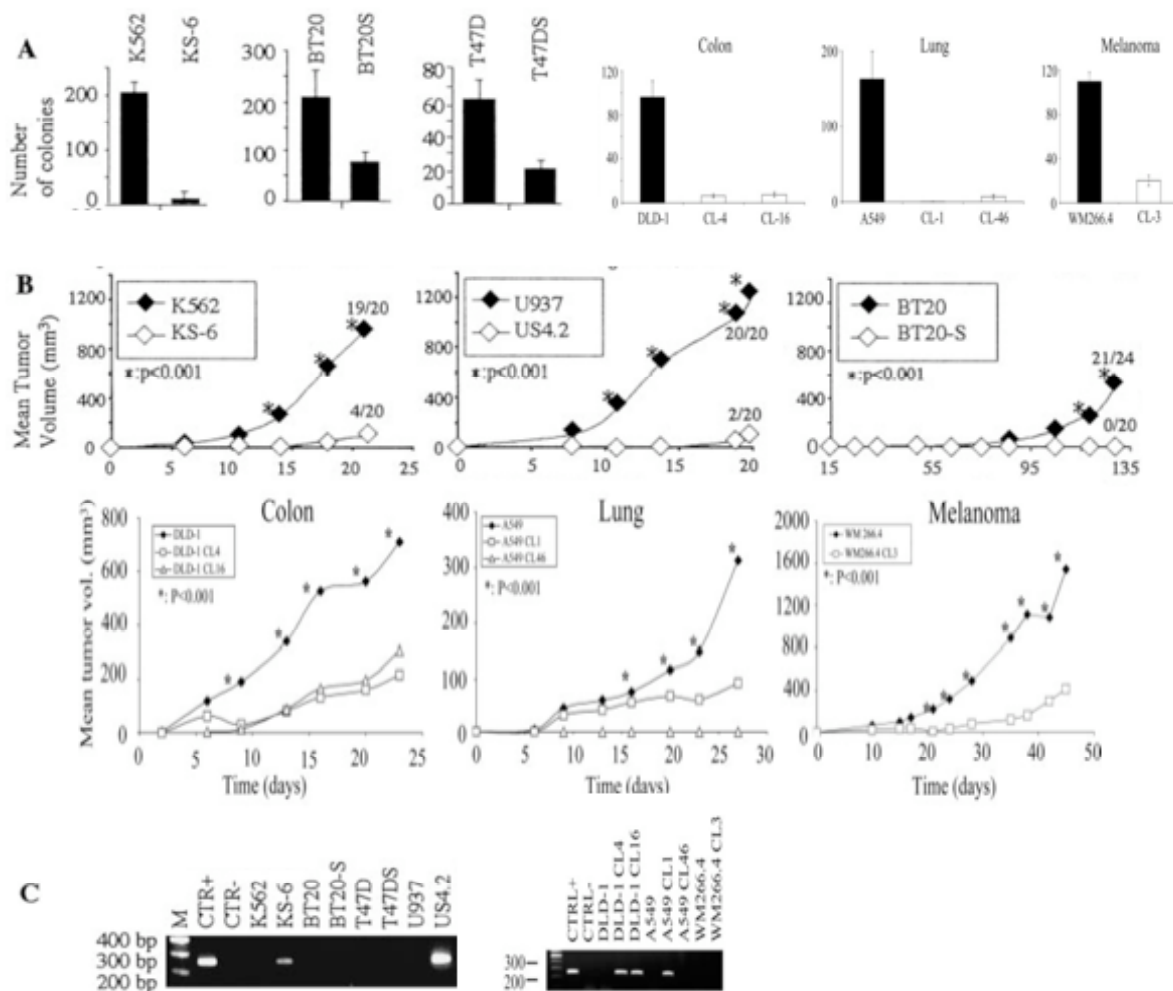 A
Number of colonies
K562 KS-6
200
100
0
BT20 BT20S
300
200
100
0
T47D T47DS
80
60
40
20
0
Colon
120
80
40
0
DLD-1 CL-4 CL-16
Lung
200
100
0
A549 CL-1 CL-46
Melanoma
120
80
40
0
WM266.4 CL-3
B
Mean Tumor Volume (mm³)
1200
800
400
0
K562
KS-6
*:p<0.001
19/20
4/20
0 5 10 15 20 25
1200
800
400
0
U937
US4.2
*:p<0.001
20/20
2/20
0 5 10 15 20
1200
800
400
0
BT20
BT20-S
*:p<0.001
21/24
0/20
15 55 95 135
Mean tumor vol. (mm³)
Colon
800
600
400
200
0
DLD-1
DLD-1 CL4
DLD-1 CL16
*: P<0.001
0 5 10 15 20 25
Time (days)
Lung
400
300
200
100
0
A549
A549 CL1
A549 CL46
*: P<0.001
0 5 10 15 20 25 30
Time (days)
Melanoma
2000
1600
1200
800
400
0
WM 266.4
WM266.4 CL3
*: P<0.001
0 10 20 30 40 50
Time (days)
C
M CTR+ CTR- K562 KS-6 BT20 BT20-S T47D T47DS U937 US4.2
400 bp
300 bp
200 bp
CTRL+ CTRL- DLD-1 DLD-1 CL4 DLD-1 CL16 A549 A549 CL1 A549 CL46 WM266.4 WM266.4 CL3
300
200